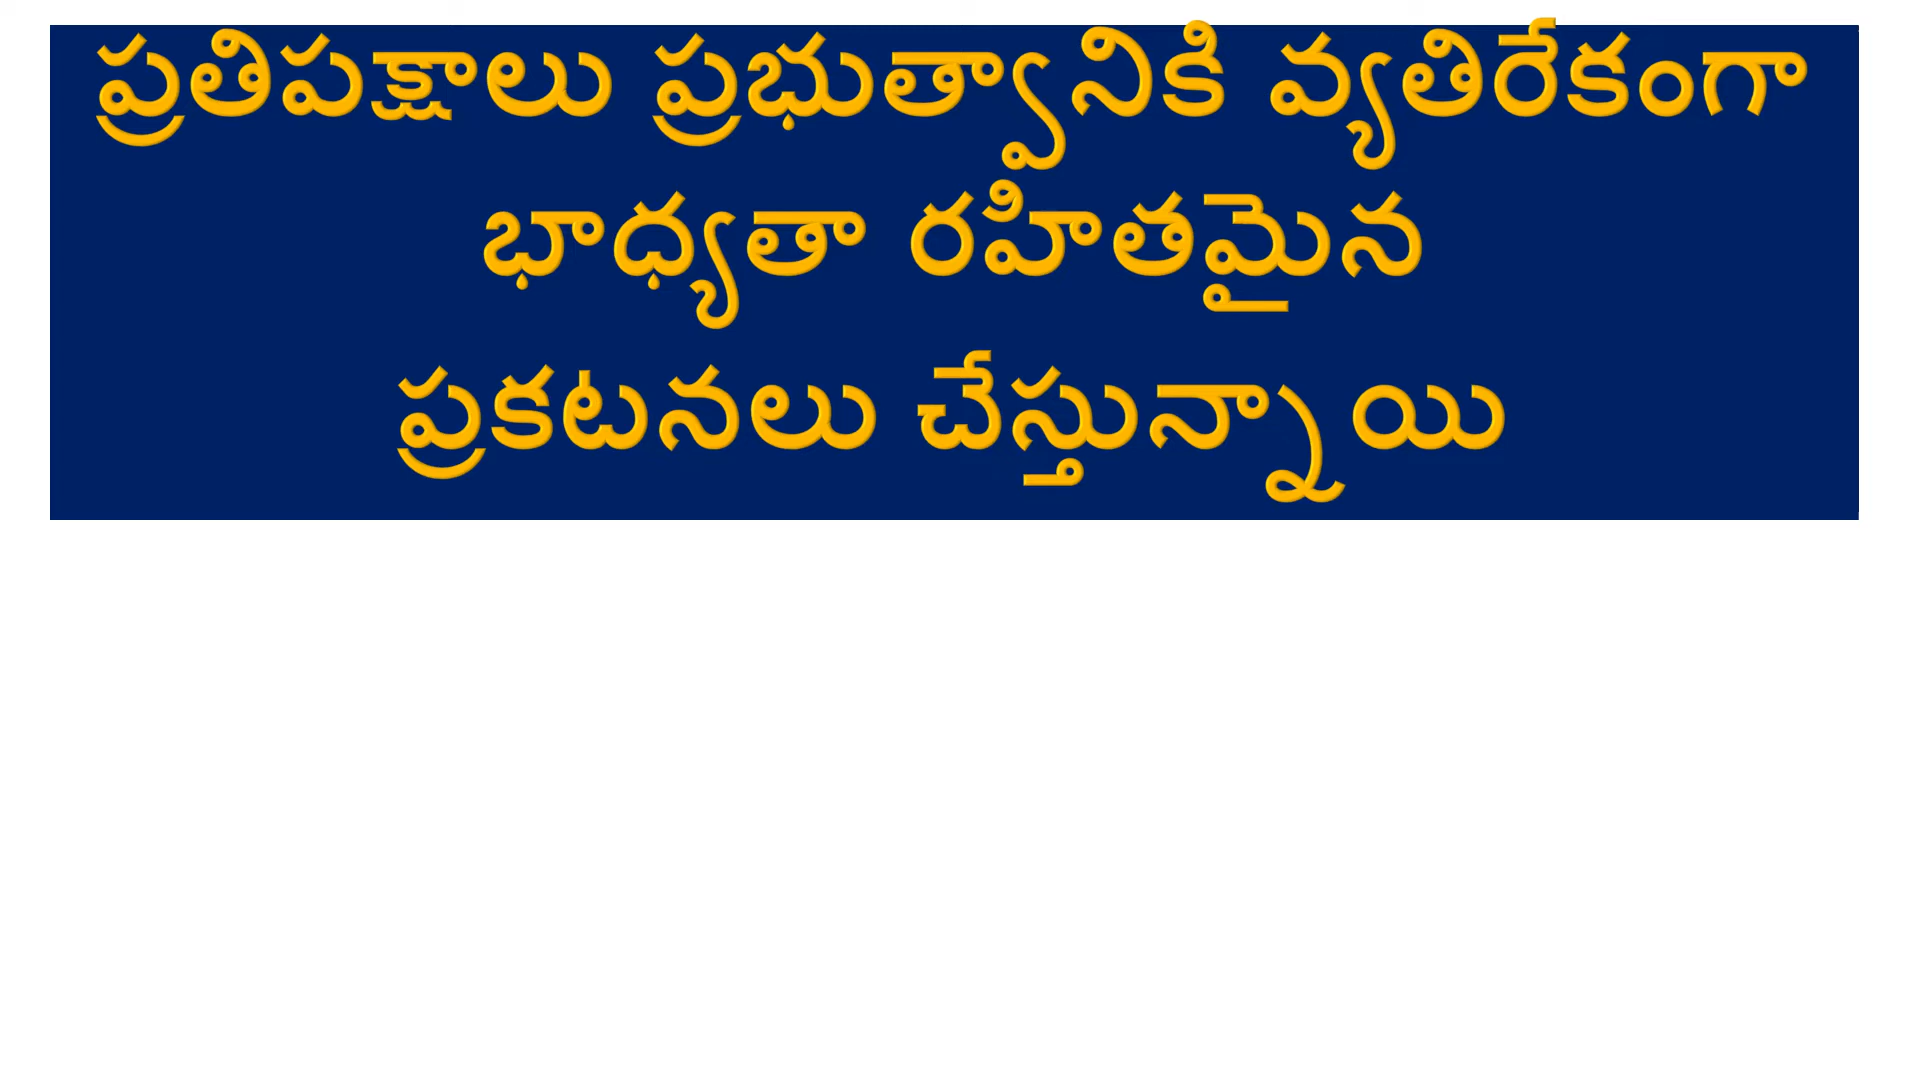 ప్రతిపక్షాలు ప్రభుత్వానికి వ్యతిరేకంగా
భాధ్యతా రహితమైన
ప్రకటనలు చేస్తున్నాయి